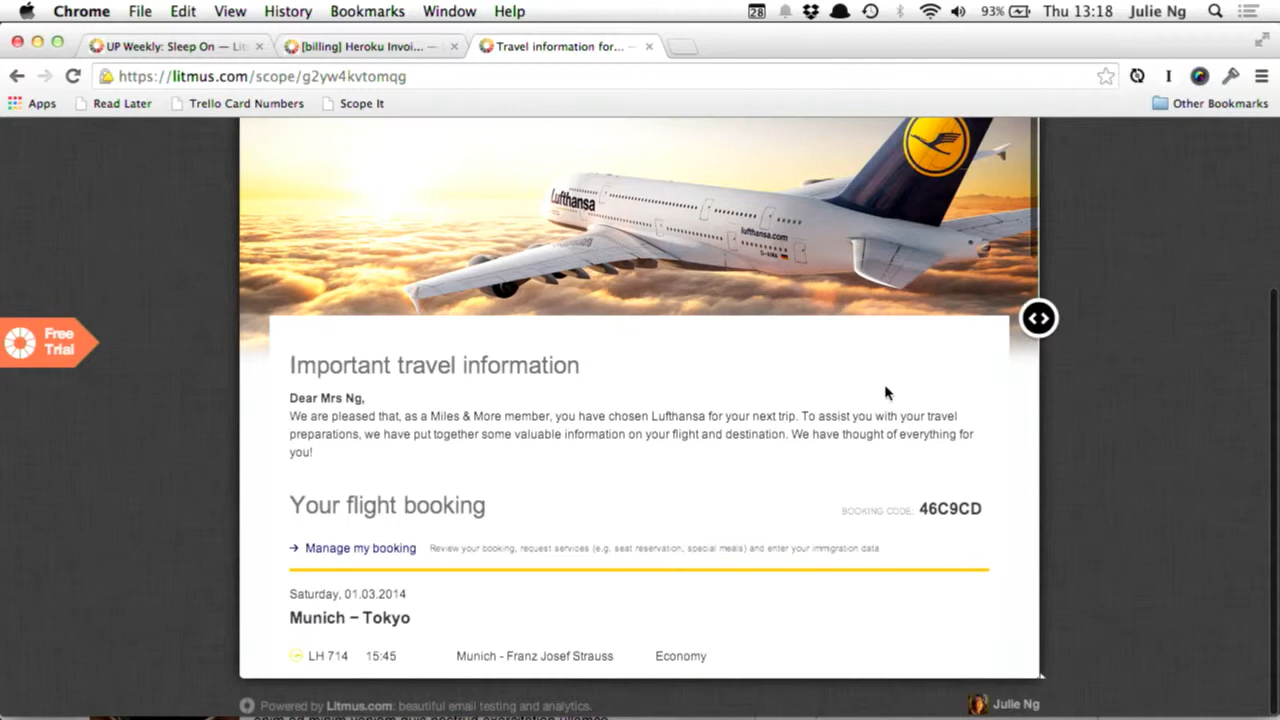 Chrome File Edit View History Bookmarks Window Help 28 93% Thu 13:18 Julie Ng
UP Weekly: Sleep On — Lit
[billing] Heroku Invoi... —
Travel information for... —
https://litmus.com/scope/g2yw4kvtomqg
Apps Read Later Trello Card Numbers Scope It Other Bookmarks
Lufthansa
lufthansa.com
Free
Trial
Important travel information
Dear Mrs Ng,
We are pleased that, as a Miles & More member, you have chosen Lufthansa for your next trip. To assist you with your travel
preparations, we have put together some valuable information on your flight and destination. We have thought of everything for
you!
Your flight booking BOOKING CODE: 46C9CD
→ Manage my booking Review your booking, request services (e.g. seat reservation, special meals) and enter your immigration data
Saturday, 01.03.2014
Munich – Tokyo
LH 714 15:45 Munich - Franz Josef Strauss Economy
Powered by Litmus.com: beautiful email testing and analytics. Julie Ng